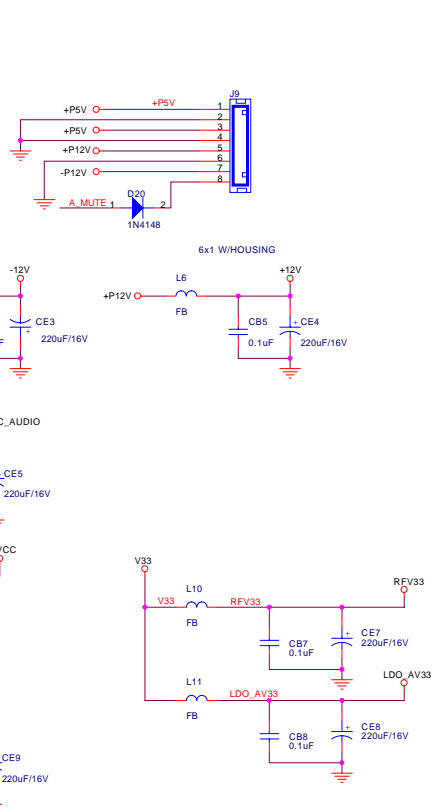 J9
+P5V +P5V 1
2
+P5V 3
4
+P12V 5
6
-P12V 7
8
A_MUTE 1 D20 2
1N4148
6x1 W/HOUSING
-12V L6 +12V
+P12V
FB
CE3 CB5 + CE4
+
220uF/16V 0.1uF 220uF/16V
F
C_AUDIO
CE5
220uF/16V
VCC
V33
RFV33
L10
V33 RFV33
FB
CB7 + CE7
0.1uF 220uF/16V
LDO_AV33
L11
LDO_AV33
FB
CB8 + CE8
0.1uF 220uF/16V
CE9
220uF/16V